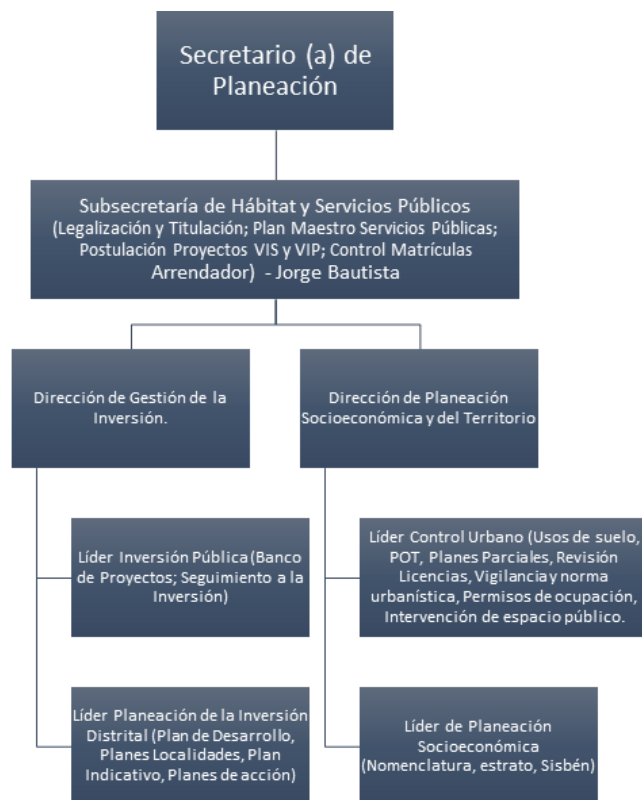 Secretario (a) de
Planeación
Subsecretaría de Hábitat y Servicios Públicos
(Legalización y Titulación; Plan Maestro Servicios Públicas;
Postulación Proyectos VIS y VIP; Control Matrículas
Arrendador) - Jorge Bautista
Dirección de Gestión de la
Inversión.
Dirección de Planeación
Socioeconómica y del Territorio
Líder Inversión Pública (Banco
de Proyectos; Seguimiento a la
Inversión)
Líder Control Urbano (Usos de suelo,
POT, Planes Parciales, Revisión
Licencias, Vigilancia y norma
urbanística, Permisos de ocupación,
Intervención de espacio público.
Líder Planeación de la Inversión
Distrital (Plan de Desarrollo,
Planes Localidades, Plan
Indicativo, Planes de acción)
Líder de Planeación
Socioeconómica
(Nomenclatura, estrato, Sisbén)